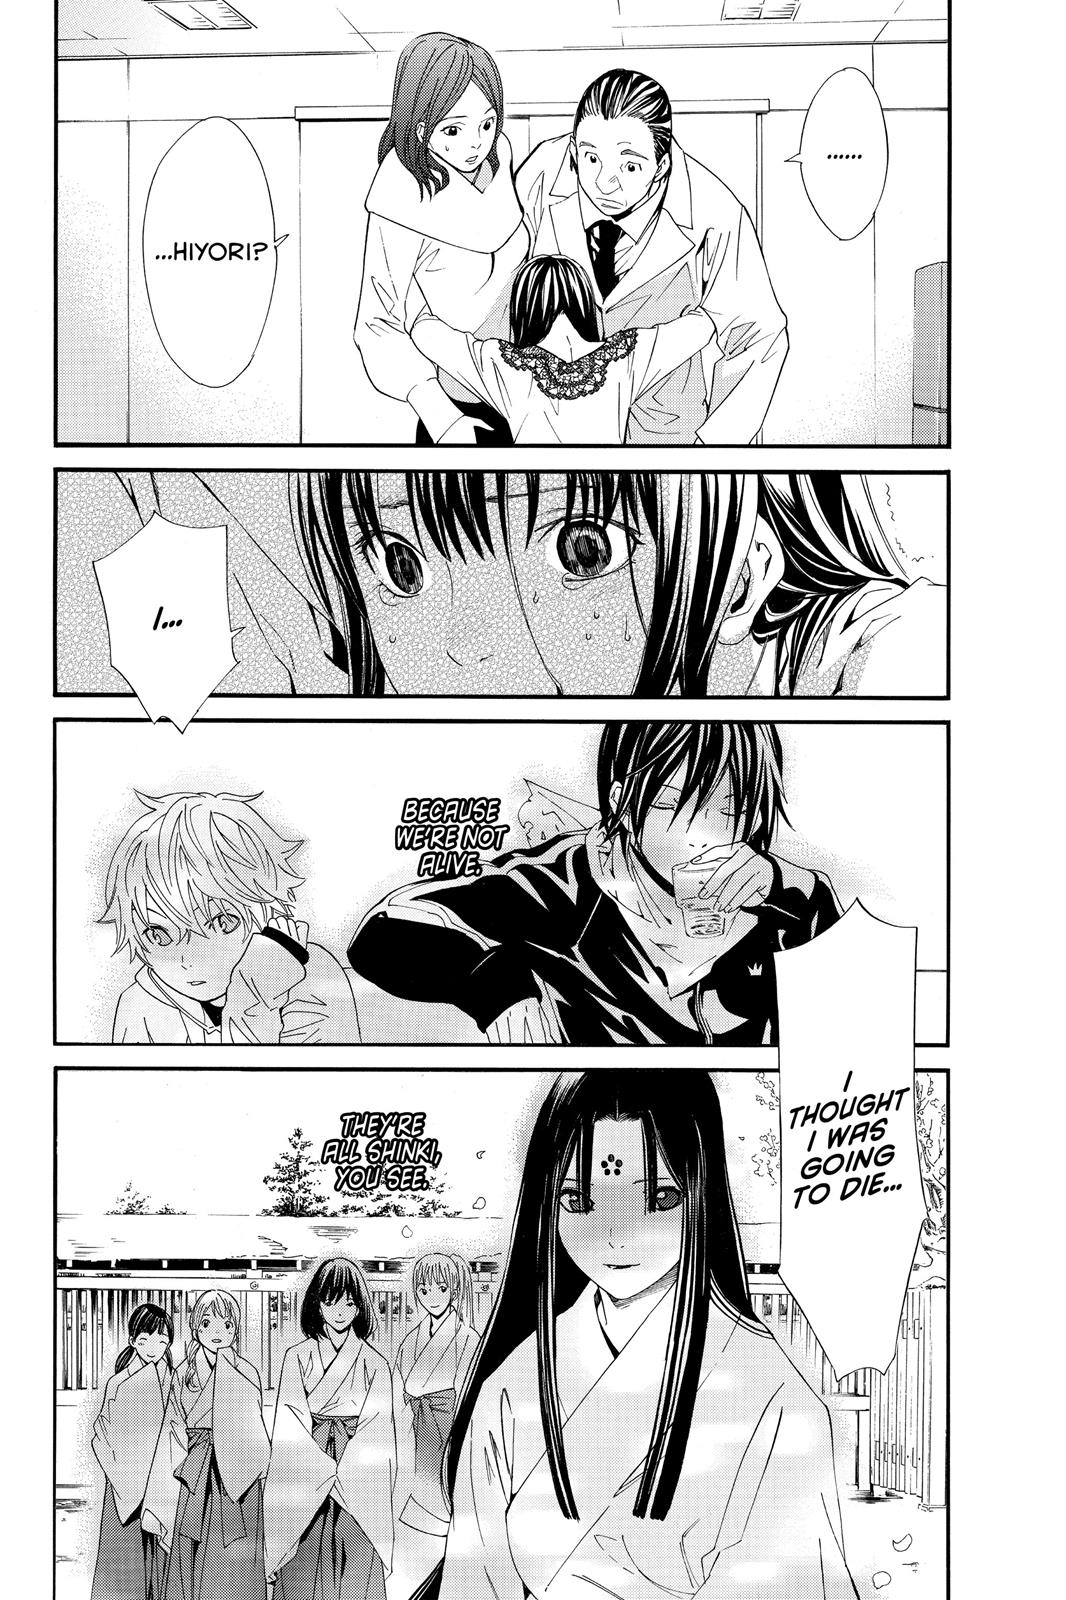 ......
...HIYORI?
I...
BECAUSE
WE'RE NOT
ALIVE.
I
THOUGHT
I WAS
GOING
TO DIE...
THEY'RE
ALL SHINKI,
YOU SEE.